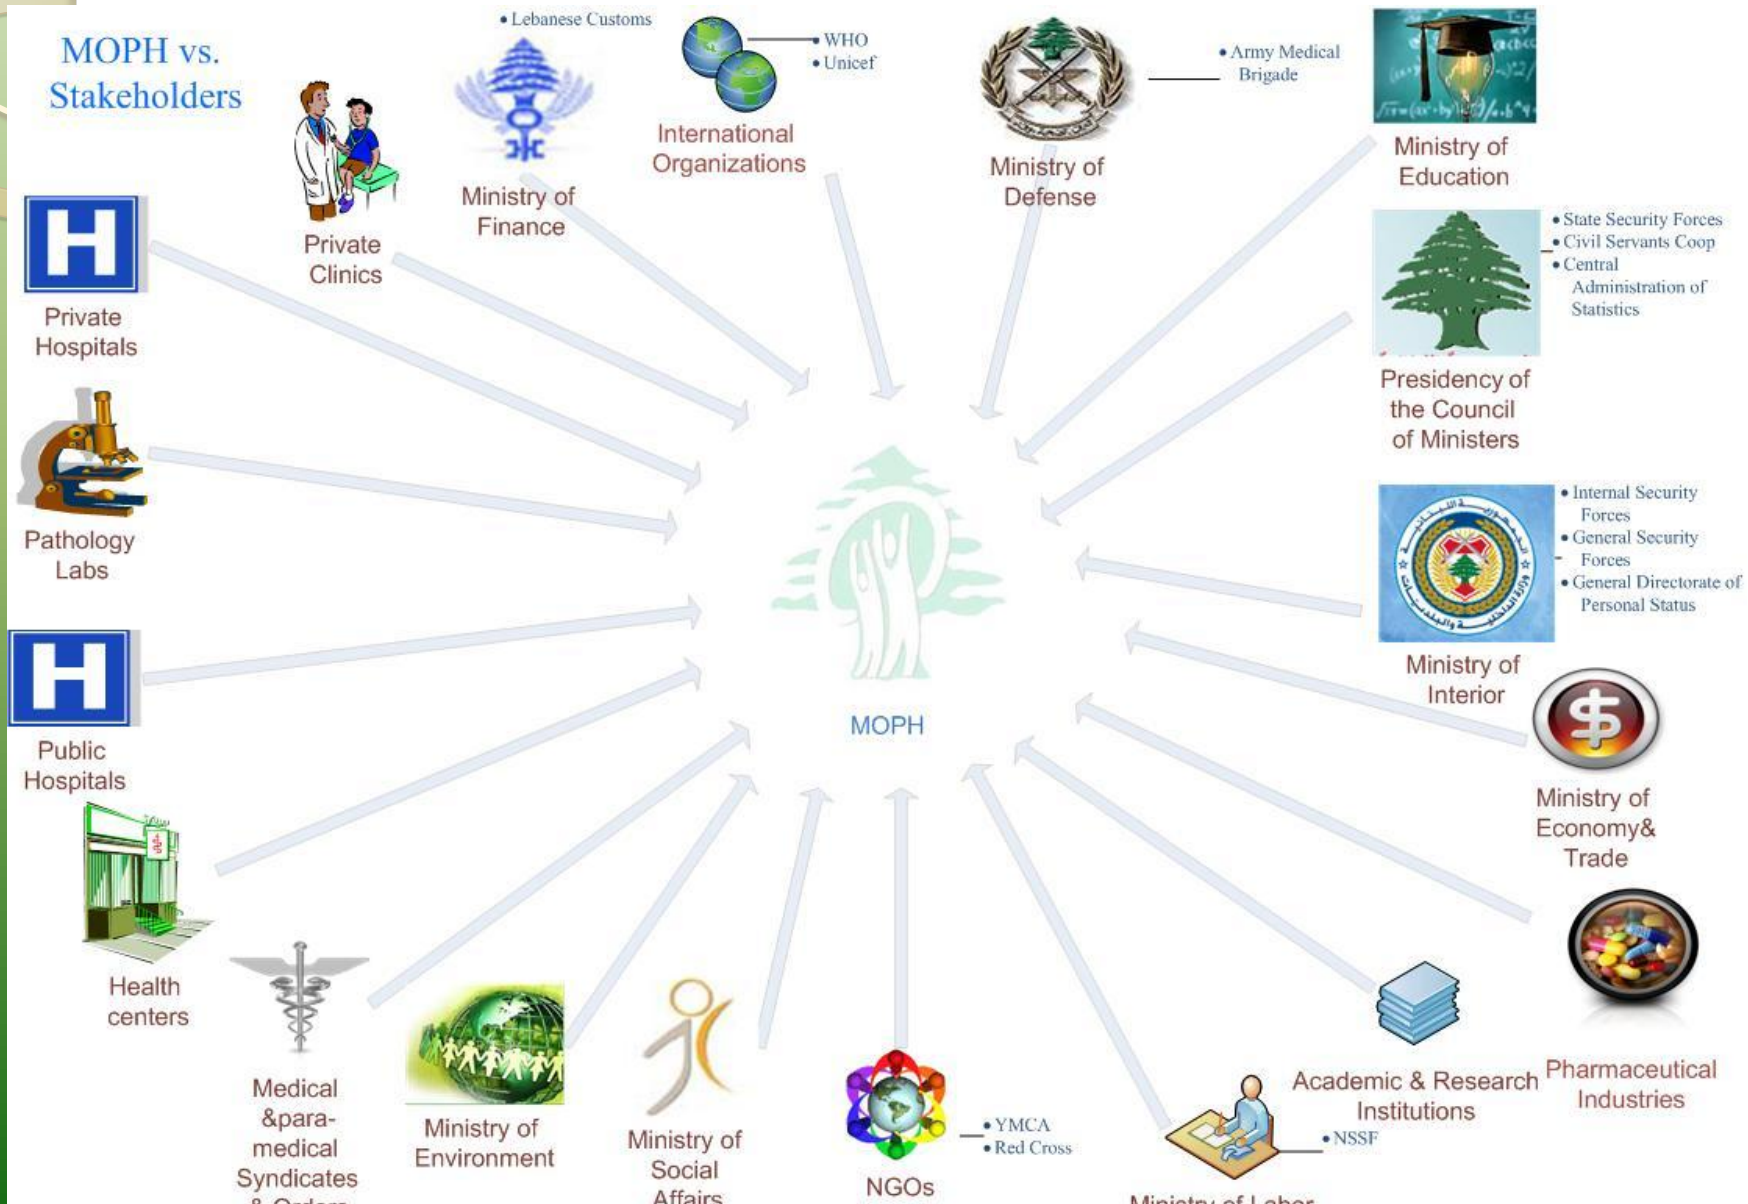 MOPH vs.
Stakeholders
• Lebanese Customs
Ministry of
Finance
• WHO
• Unicef
International
Organizations
Ministry of
Defense
• Army Medical
Brigade
Ministry of
Education
• State Security Forces
• Civil Servants Coop
• Central
Administration of
Statistics
Presidency of
the Council
of Ministers
• Internal Security
Forces
• General Security
Forces
• General Directorate of
Personal Status
Ministry of
Interior
Ministry of
Economy&
Trade
Pharmaceutical
Industries
Academic & Research
Institutions
• NSSF
Ministry of Labor
• YMCA
• Red Cross
NGOs
Ministry of
Social
Affairs
Ministry of
Environment
Medical
&para-
medical
Syndicates
& Orders
Health
centers
Public
Hospitals
Pathology
Labs
Private
Hospitals
Private
Clinics
MOPH